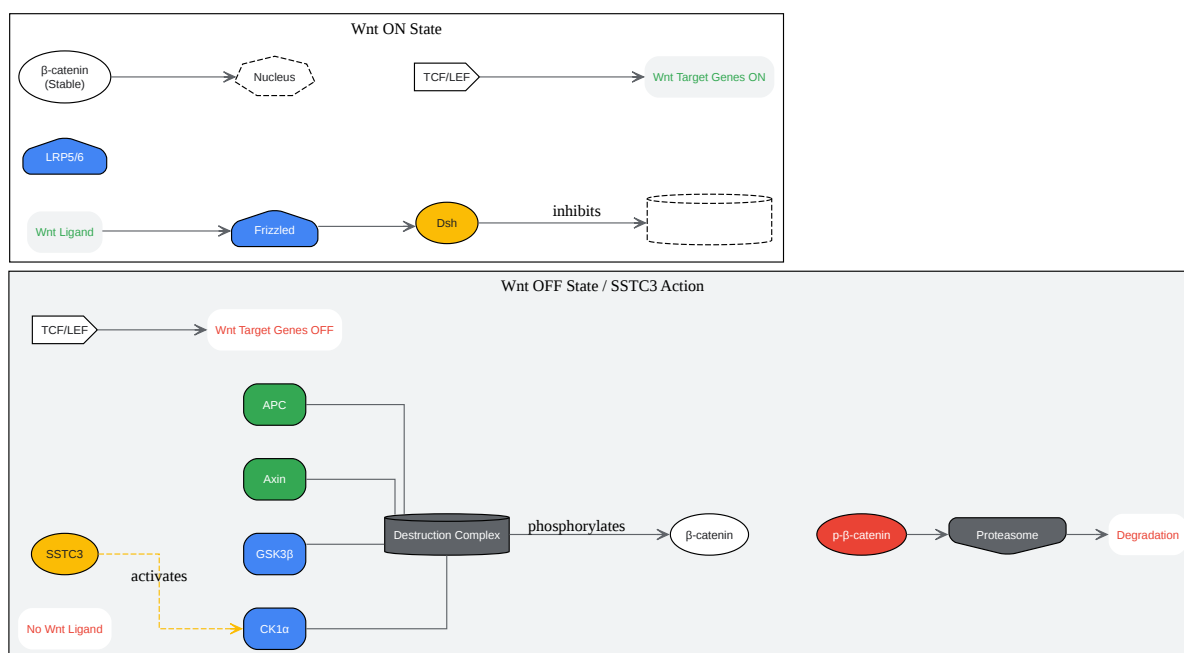 Wnt ON State
β-catenin
(Stable)
Nucleus
TCF/LEF
Wnt Target Genes ON
LRP5/6
Wnt Ligand
Frizzled
Dsh
inhibits
Wnt OFF State / SSTC3 Action
TCF/LEF
Wnt Target Genes OFF
APC
Axin
SSTC3
activates
GSK3β
Destruction Complex
phosphorylates
β-catenin
p-β-catenin
Proteasome
Degradation
No Wnt Ligand
CK1α